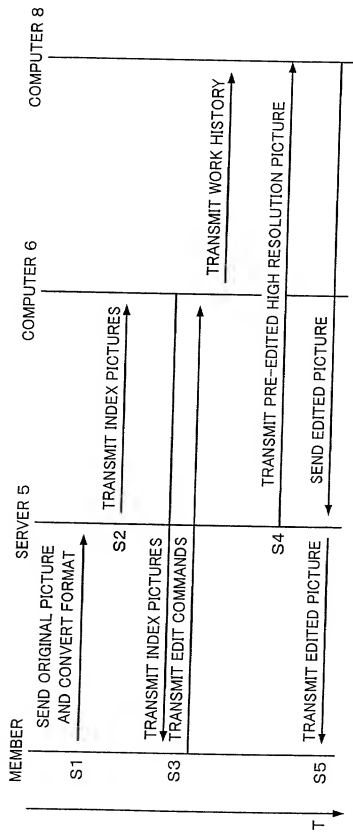 MEMBER
SERVER 5
COMPUTER 6
COMPUTER 8
S1
SEND ORIGINAL PICTURE
AND CONVERT FORMAT
S2
TRANSMIT INDEX PICTURES
TRANSMIT INDEX PICTURES
S3
TRANSMIT EDIT COMMANDS
TRANSMIT WORK HISTORY
S4
TRANSMIT PRE-EDITED HIGH RESOLUTION PICTURE
SEND EDITED PICTURE
S5
TRANSMIT EDITED PICTURE
T